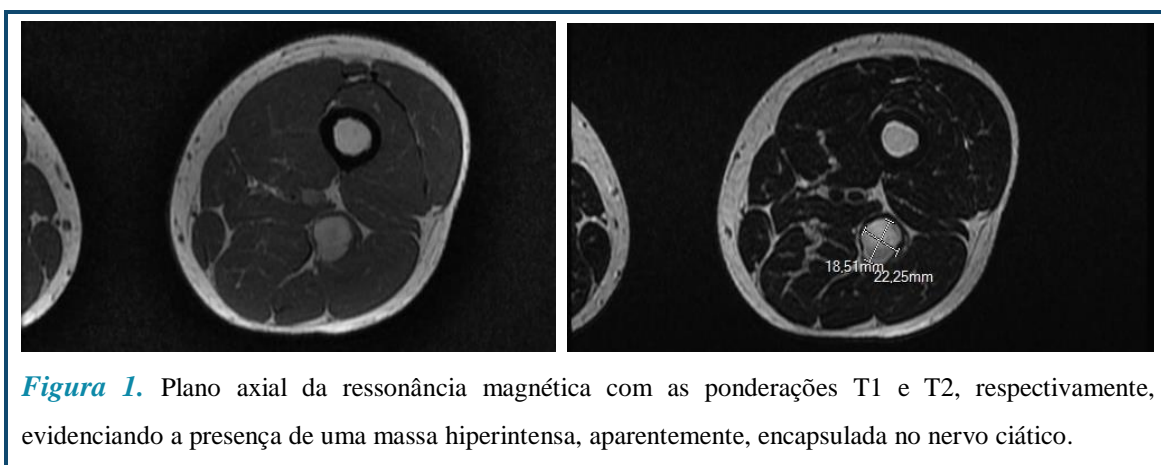 18,51mm
22,25mm
Figura 1. Plano axial da ressonância magnética com as ponderações T1 e T2, respectivamente,
evidenciando a presença de uma massa hiperintensa, aparentemente, encapsulada no nervo ciático.